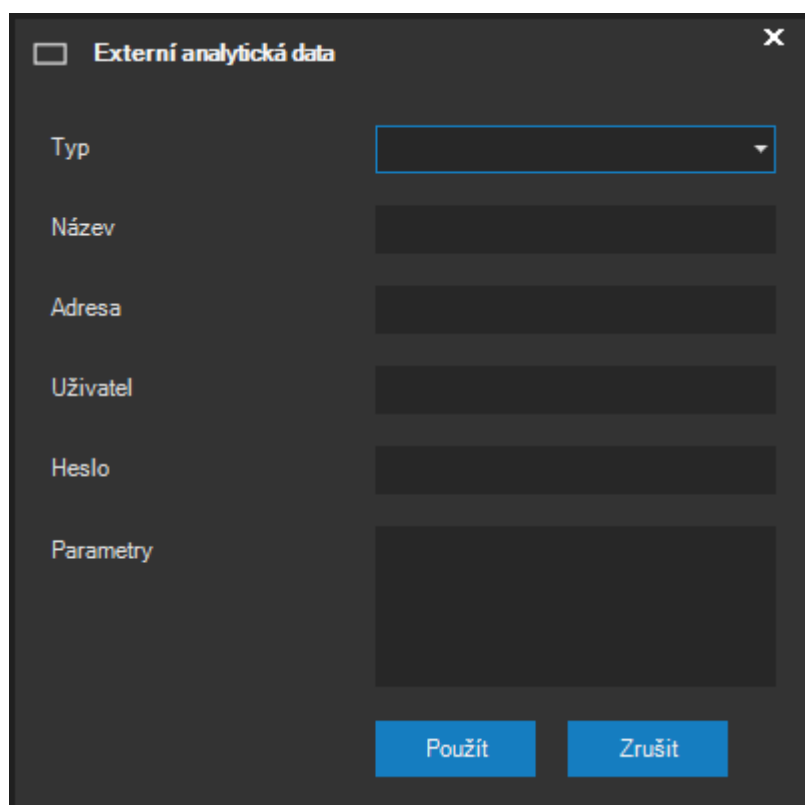 Externí analytická data
Typ
Název
Adresa
Uživatel
Heslo
Parametry
Použít Zrušit